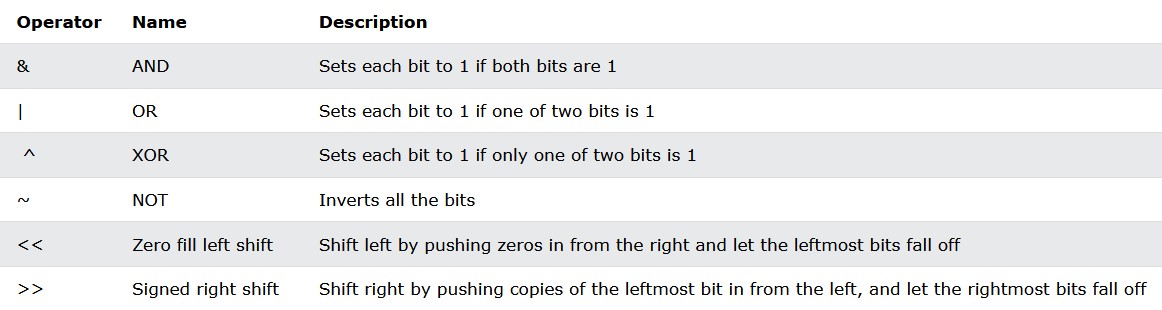 Operator Name Description
& AND Sets each bit to 1 if both bits are 1
| OR Sets each bit to 1 if one of two bits is 1
^ XOR Sets each bit to 1 if only one of two bits is 1
~ NOT Inverts all the bits
<< Zero fill left shift Shift left by pushing zeros in from the right and let the leftmost bits fall off
>> Signed right shift Shift right by pushing copies of the leftmost bit in from the left, and let the rightmost bits fall off